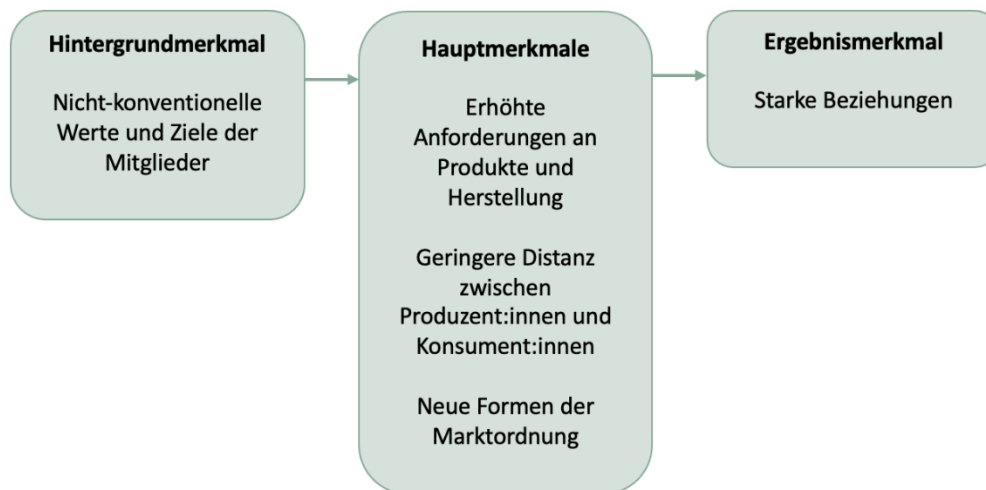 Hintergrundmerkmal
Nicht-konventionelle
Werte und Ziele der
Mitglieder
Hauptmerkmale
Erhöhte
Anforderungen an
Produkte und
Herstellung
Geringere Distanz
zwischen
Produzent:innen und
Konsument:innen
Neue Formen der
Marktordnung
Ergebnismerkmal
Starke Beziehungen